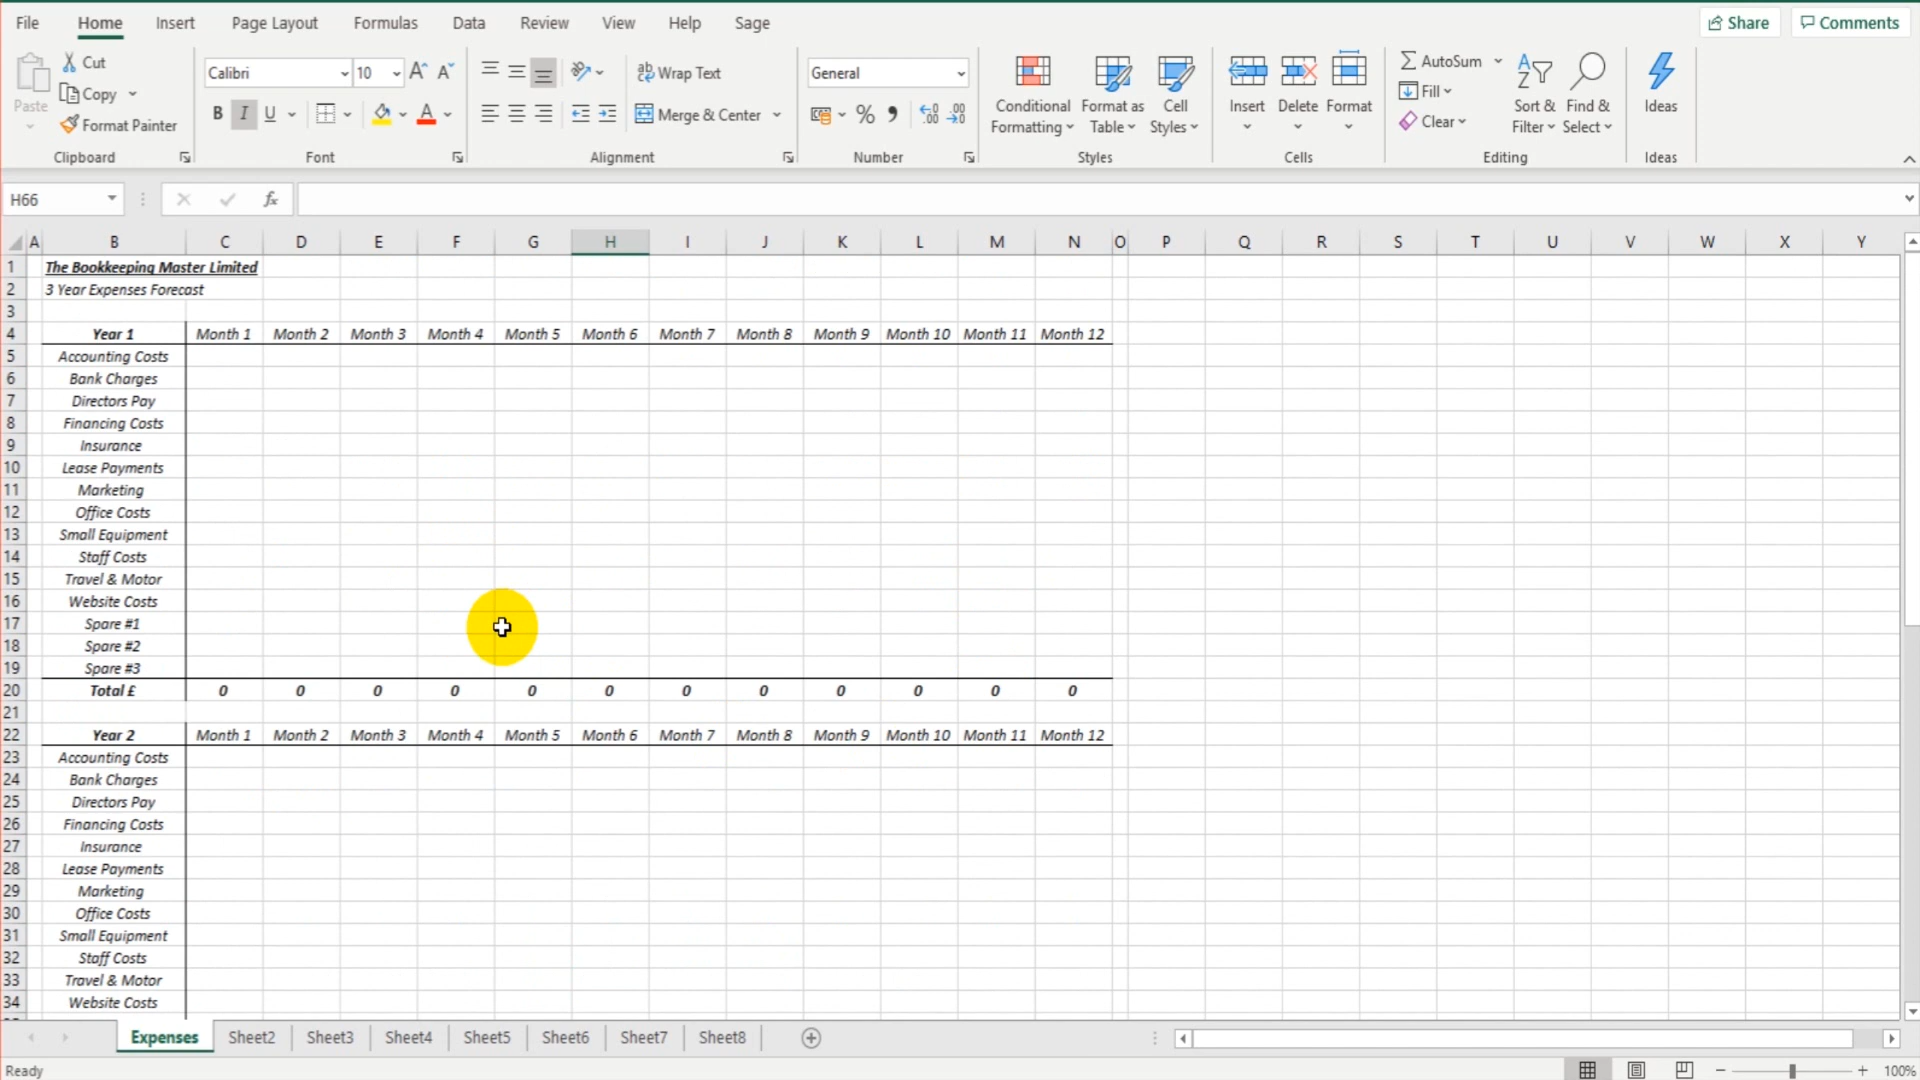 File Home Insert Page Layout Formulas Data Review View Help Sage Share Comments
Paste Cut Copy Format Painter
Calibri 10
B I U
Wrap Text
Merge & Center
General
% ,
Conditional Formatting Format as Table Cell Styles
Insert Delete Format
AutoSum
Fill
Clear
Sort & Filter Find & Select
Ideas
Clipboard Font Alignment Number Styles Cells Editing Ideas
H66 fx
A B C D E F G H I J K L M N O P Q R S T U V W X Y
1 The Bookkeeping Master Limited
2 3 Year Expenses Forecast
3
4 Year 1 Month 1 Month 2 Month 3 Month 4 Month 5 Month 6 Month 7 Month 8 Month 9 Month 10 Month 11 Month 12
5 Accounting Costs
6 Bank Charges
7 Directors Pay
8 Financing Costs
9 Insurance
10 Lease Payments
11 Marketing
12 Office Costs
13 Small Equipment
14 Staff Costs
15 Travel & Motor
16 Website Costs
17 Spare #1
18 Spare #2
19 Spare #3
20 Total £ 0 0 0 0 0 0 0 0 0 0 0 0
21
22 Year 2 Month 1 Month 2 Month 3 Month 4 Month 5 Month 6 Month 7 Month 8 Month 9 Month 10 Month 11 Month 12
23 Accounting Costs
24 Bank Charges
25 Directors Pay
26 Financing Costs
27 Insurance
28 Lease Payments
29 Marketing
30 Office Costs
31 Small Equipment
32 Staff Costs
33 Travel & Motor
34 Website Costs
Expenses Sheet2 Sheet3 Sheet4 Sheet5 Sheet6 Sheet7 Sheet8
Ready 100%